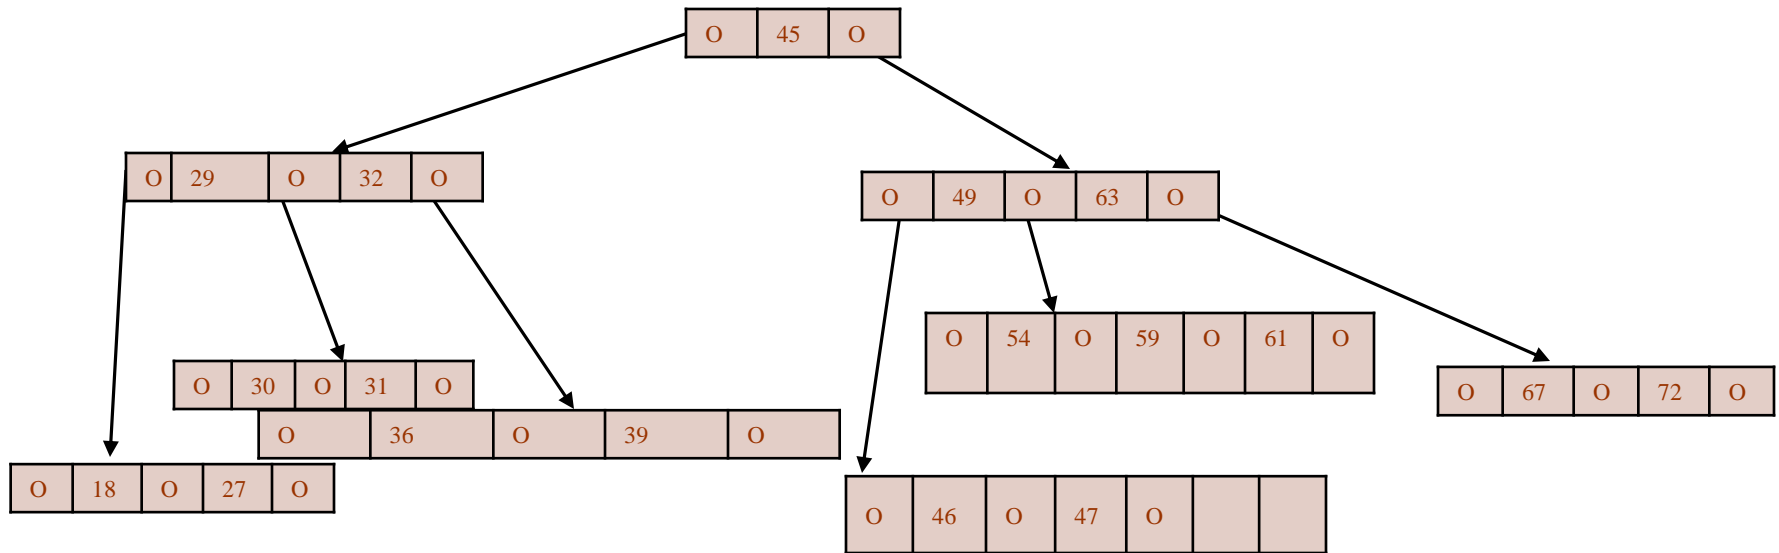 O 45 O
O 29 O 32 O
O 49 O 63 O
O 30 O 31 O
O 54 O 59 O 61 O
O 67 O 72 O
O 36 O 39 O
O 18 O 27 O
O 46 O 47 O